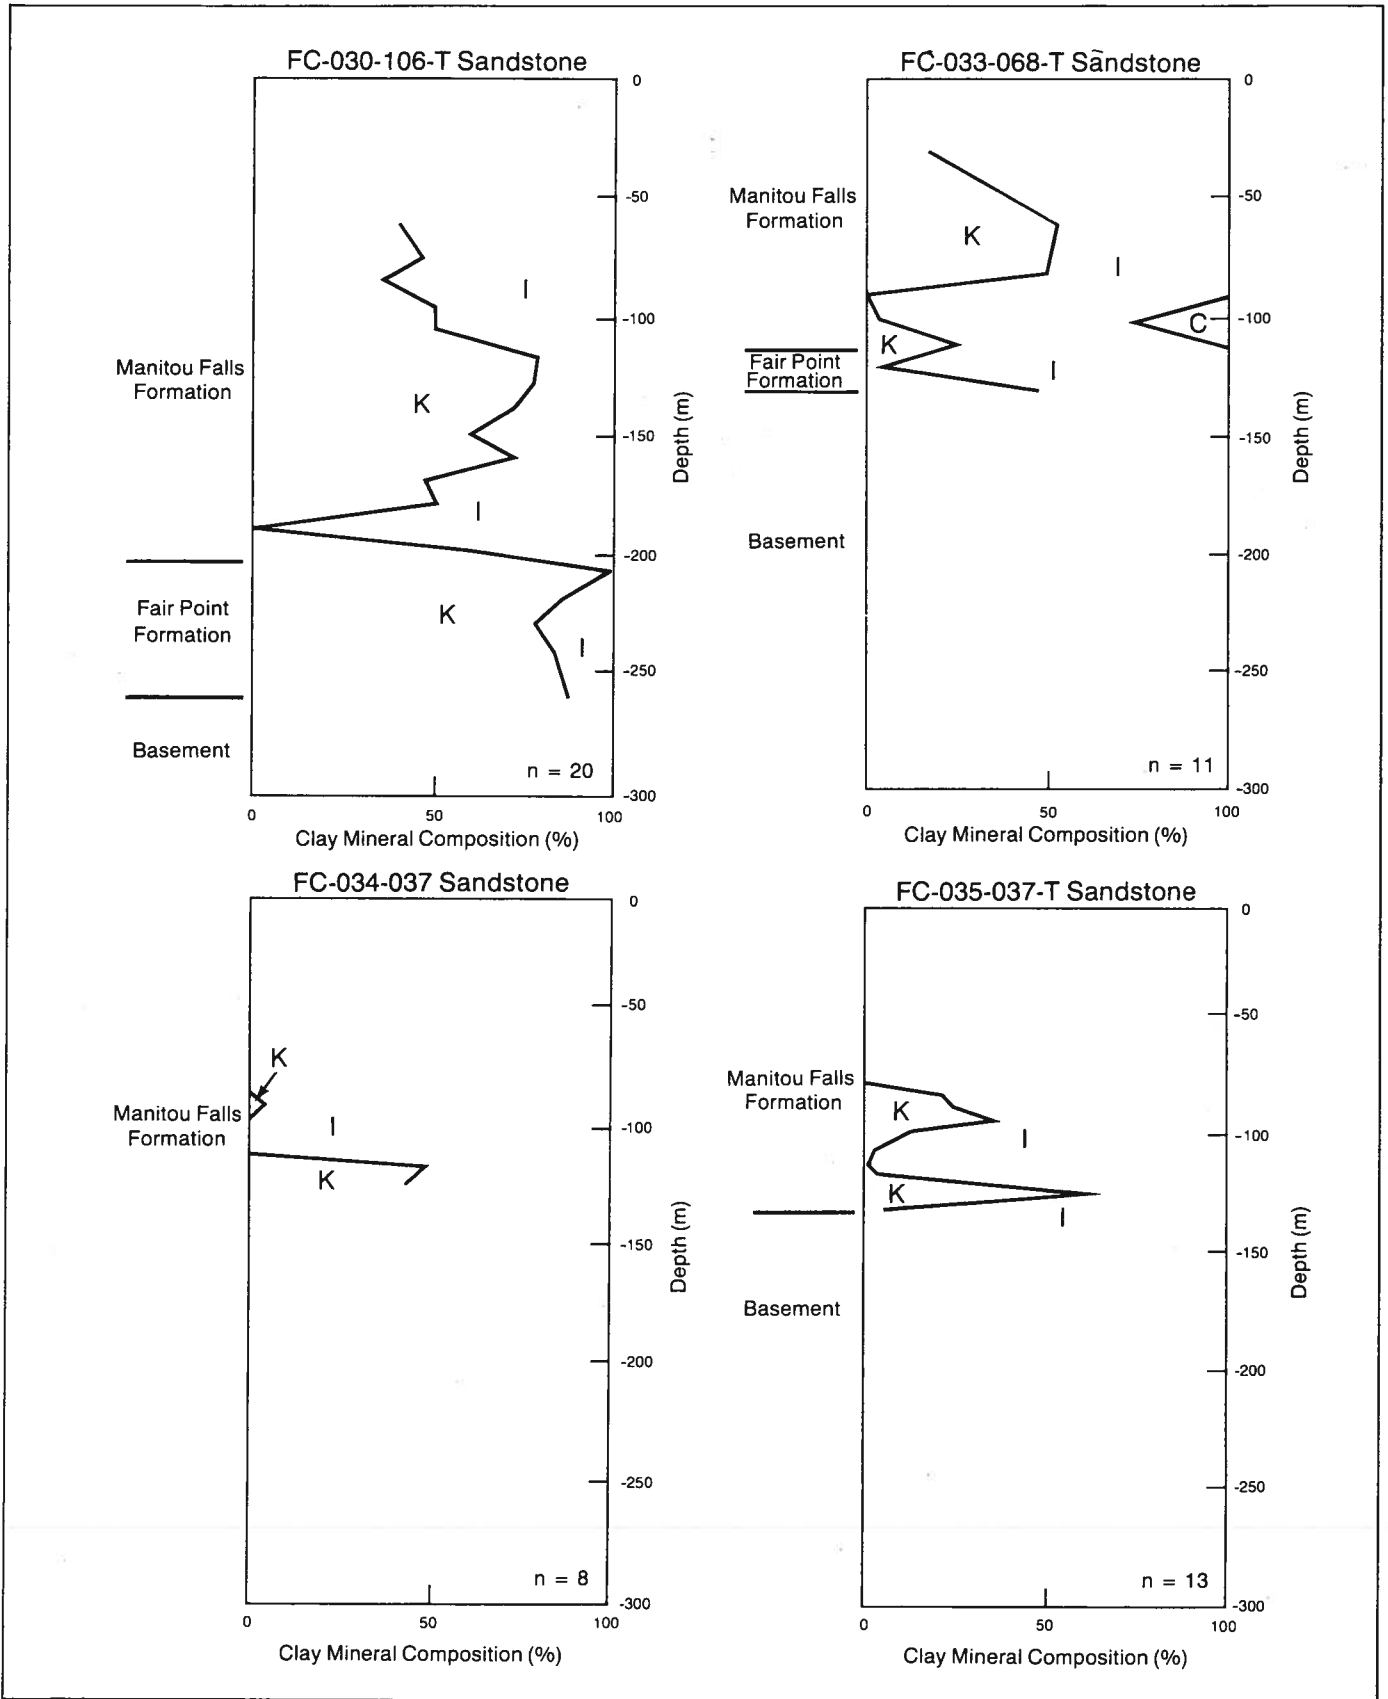 FC-030-106-T Sandstone
0
-50
-100
-150
-200
-250
-300
Depth (m)
Manitou Falls
Formation
Fair Point
Formation
Basement
I
K
I
K
I
n = 20
0
50
100
Clay Mineral Composition (%)
FC-033-068-T Sandstone
0
-50
-100
-150
-200
-250
-300
Depth (m)
Manitou Falls
Formation
Fair Point
Formation
Basement
K
I
C
K
I
n = 11
0
50
100
Clay Mineral Composition (%)
FC-034-037 Sandstone
0
-50
-100
-150
-200
-250
-300
Depth (m)
Manitou Falls
Formation
K
I
K
n = 8
0
50
100
Clay Mineral Composition (%)
FC-035-037-T Sandstone
0
-50
-100
-150
-200
-250
-300
Depth (m)
Manitou Falls
Formation
Basement
K
I
K
I
n = 13
0
50
100
Clay Mineral Composition (%)